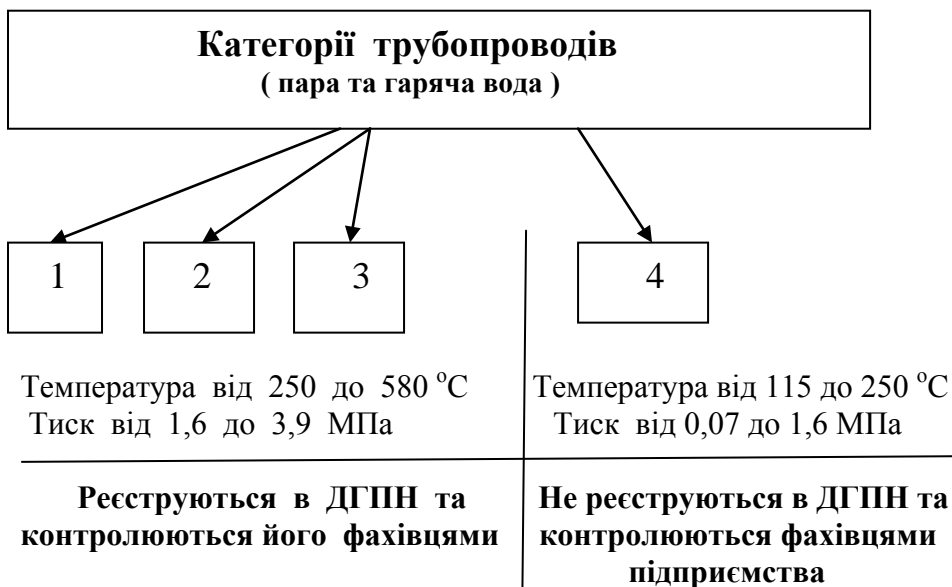 Категорії трубопроводів
( пара та гаряча вода )
1
2
3
4
Температура від 250 до 580 °С
Тиск від 1,6 до 3,9 МПа
Температура від 115 до 250 °С
Тиск від 0,07 до 1,6 МПа
Реєструються в ДГПН та
контролюються його фахівцями
Не реєструються в ДГПН та
контролюються фахівцями
підприємства